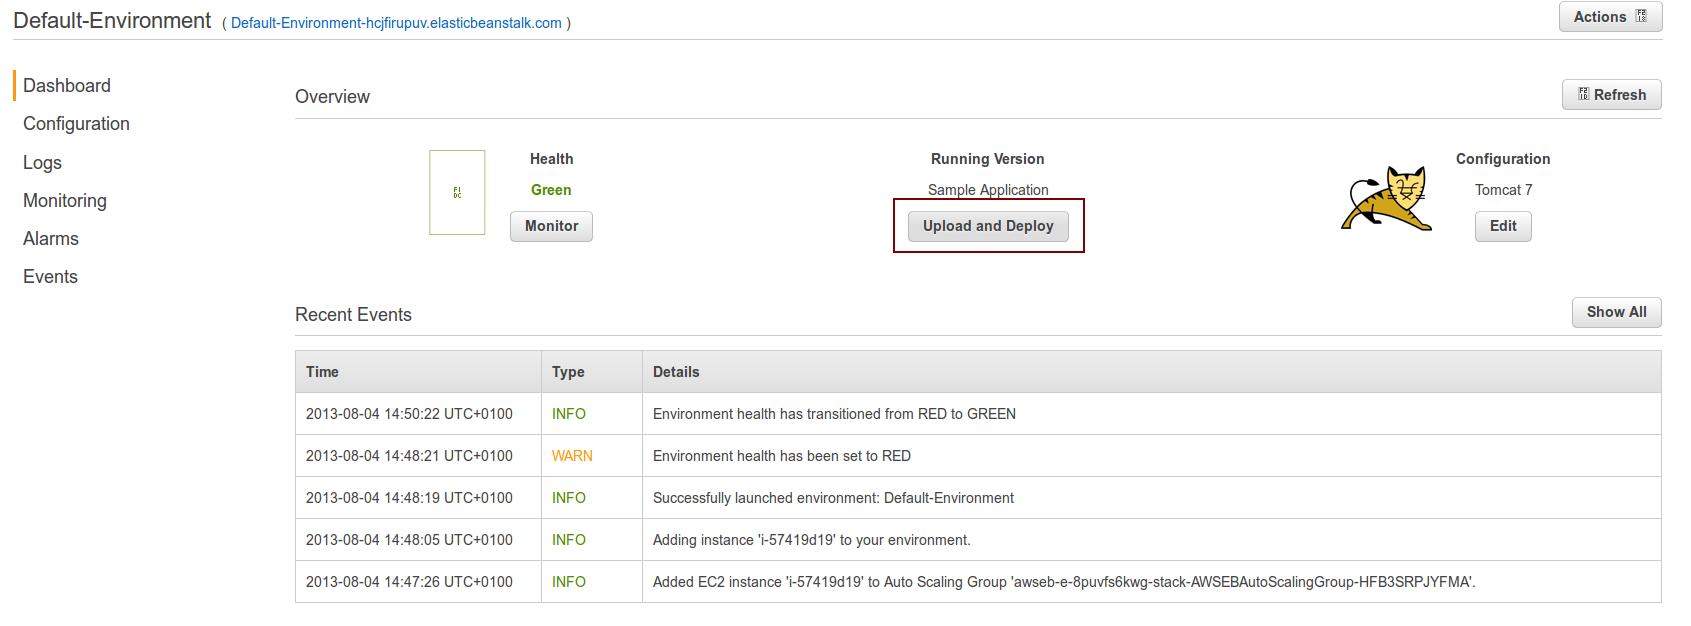 Default-Environment ( Default-Environment-hcjfirupuv.elasticbeanstalk.com )
Actions
Dashboard
Configuration
Logs
Monitoring
Alarms
Events
Overview
Refresh
Health
Green
Monitor
Running Version
Sample Application
Upload and Deploy
Configuration
Tomcat 7
Edit
Recent Events
Show All
Time Type Details
2013-08-04 14:50:22 UTC+0100 INFO Environment health has transitioned from RED to GREEN
2013-08-04 14:48:21 UTC+0100 WARN Environment health has been set to RED
2013-08-04 14:48:19 UTC+0100 INFO Successfully launched environment: Default-Environment
2013-08-04 14:48:05 UTC+0100 INFO Adding instance 'i-57419d19' to your environment.
2013-08-04 14:47:26 UTC+0100 INFO Added EC2 instance 'i-57419d19' to Auto Scaling Group 'awseb-e-8puvfs6kwg-stack-AWSEBAutoScalingGroup-HFB3SRPJYFMA'.